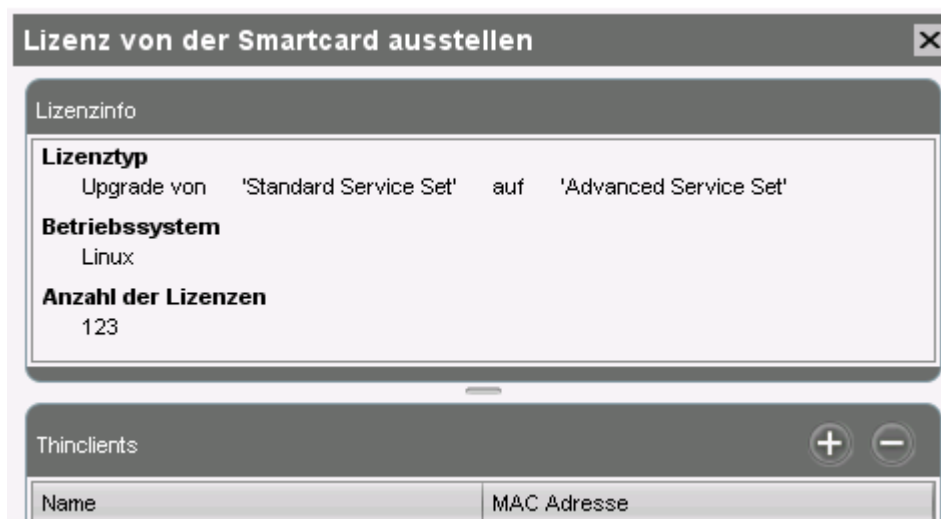 Lizenz von der Smartcard ausstellen
Lizenzinfo
Lizenztyp
Upgrade von 'Standard Service Set' auf 'Advanced Service Set'
Betriebssystem
Linux
Anzahl der Lizenzen
123
Thinclients
Name MAC Adresse